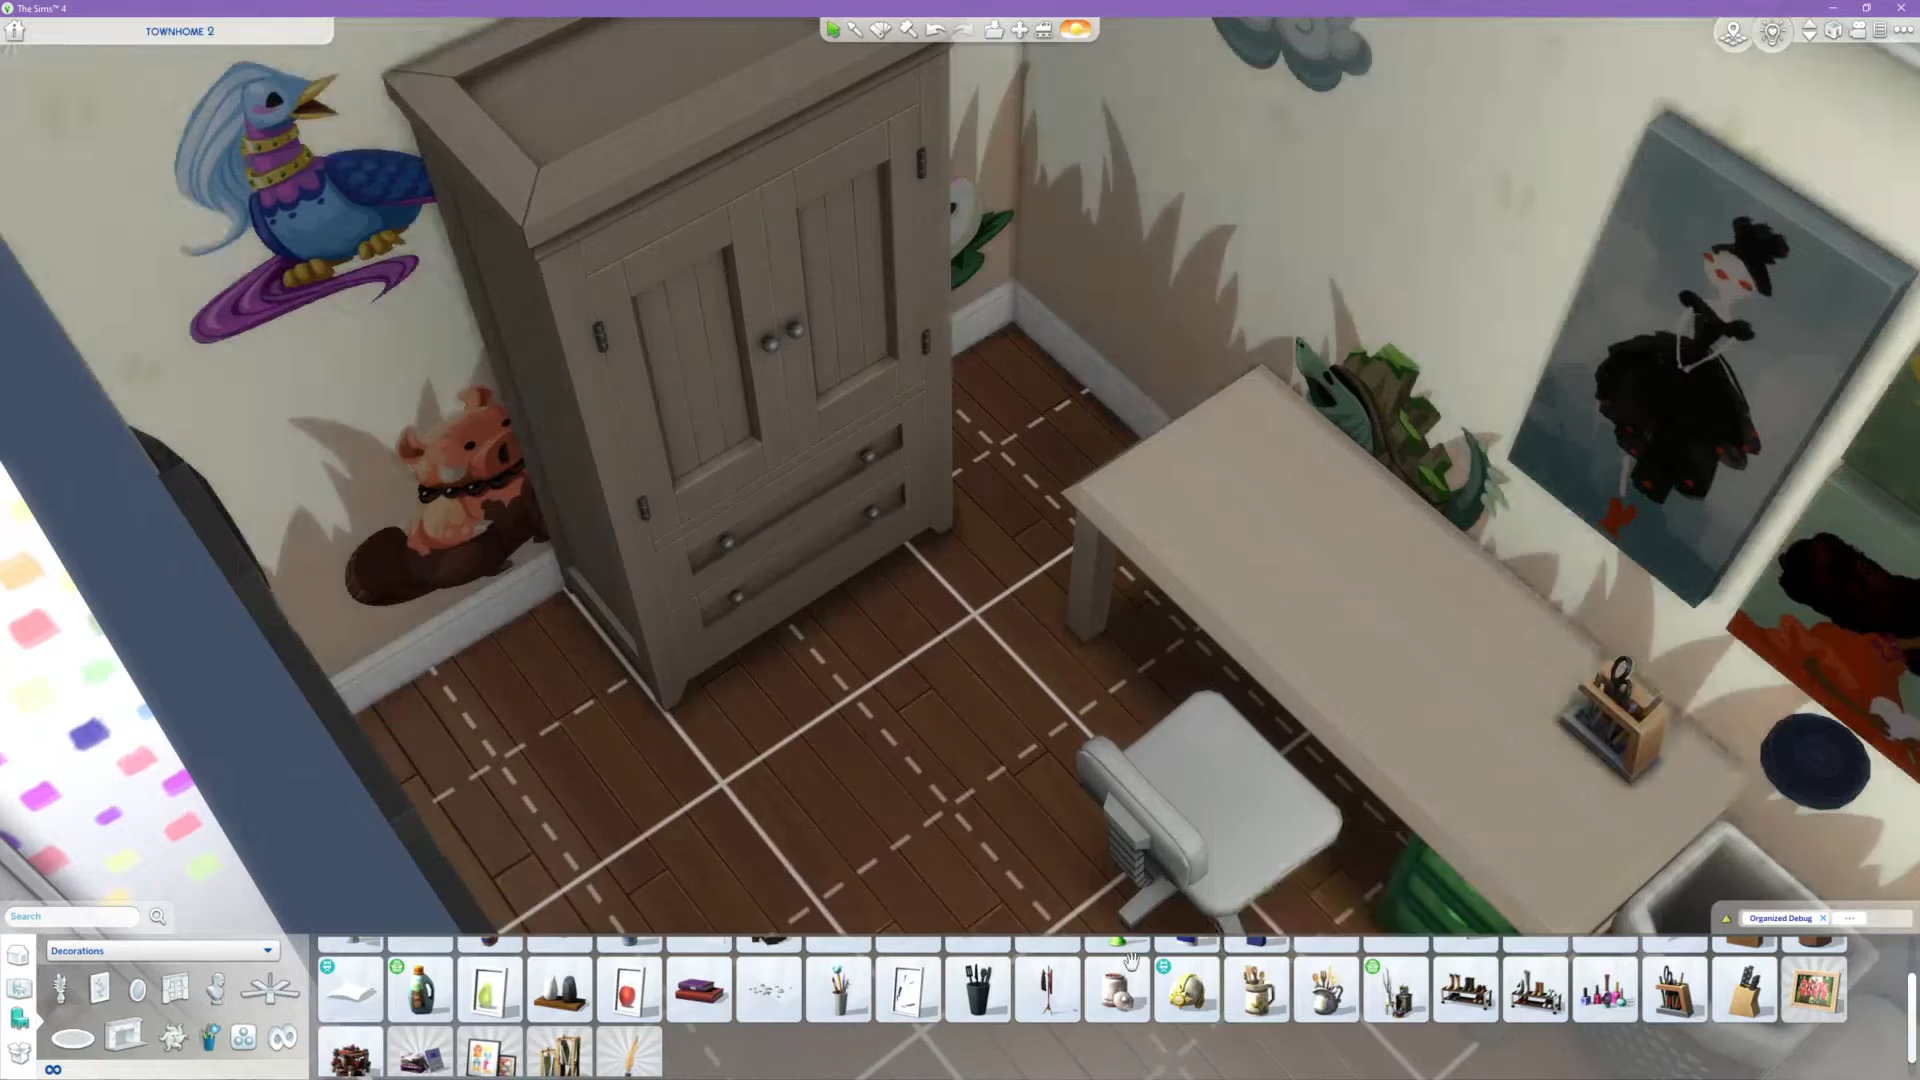 The Sims™ 4
TOWNHOME 2
Search
Organized Debug
Decorations